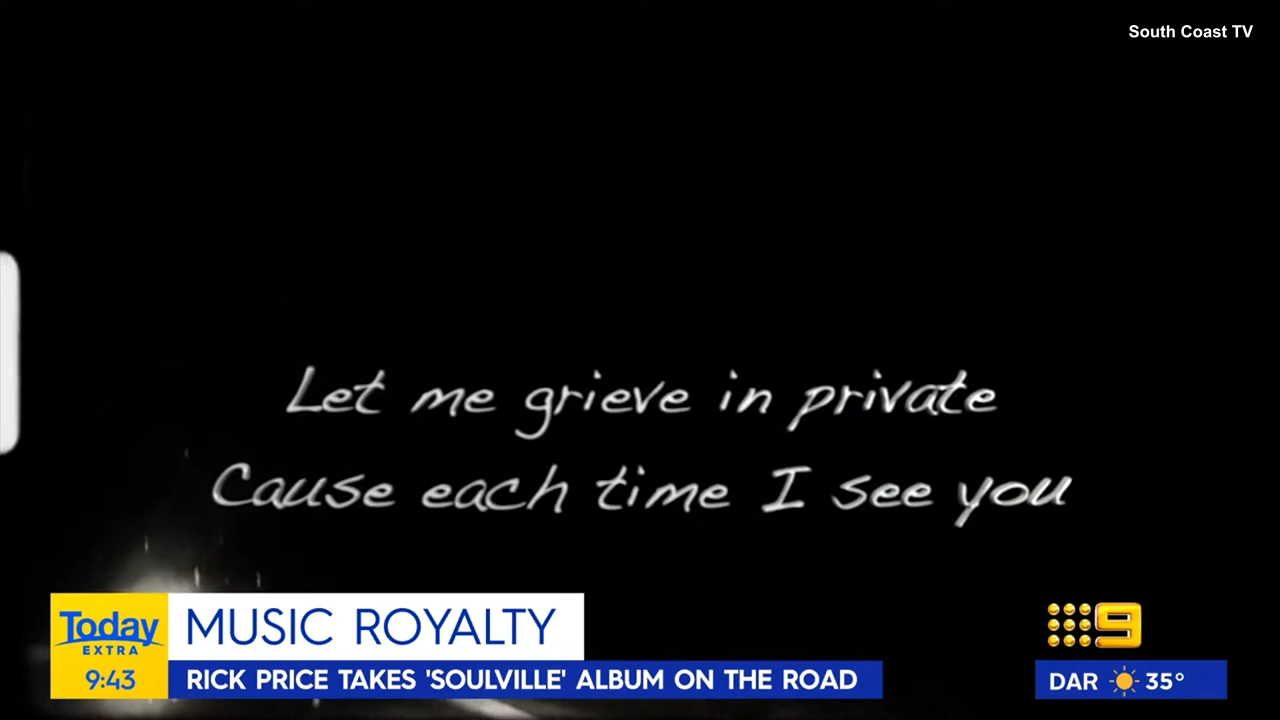 South Coast TV
Let me grieve in private
Cause each time I see you
Today
EXTRA
9:43
MUSIC ROYALTY
RICK PRICE TAKES 'SOULVILLE' ALBUM ON THE ROAD
9
DAR 35°